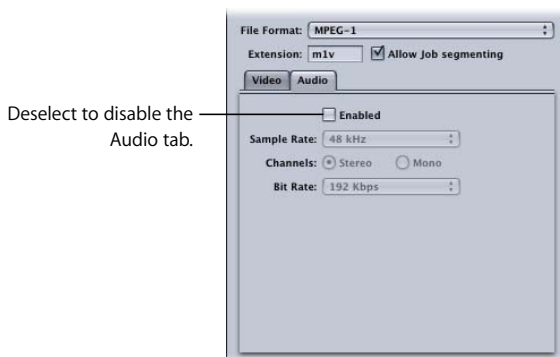 File Format: MPEG-1
Extension: m1v Allow Job segmenting
Video Audio
Deselect to disable the
Audio tab.
Enabled
Sample Rate: 48 kHz
Channels: Stereo Mono
Bit Rate: 192 Kbps